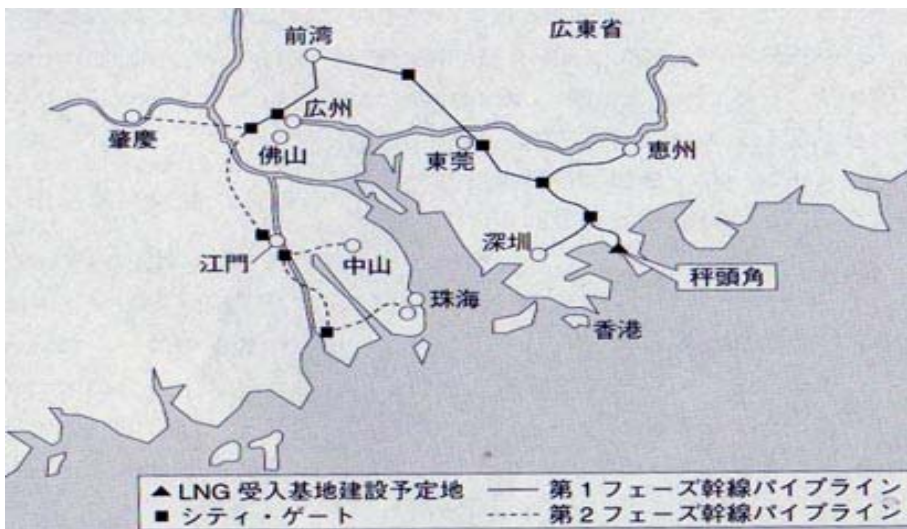 前湾
広東省
広州
肇慶
佛山
東莞
恵州
江門
中山
深圳
秤頭角
珠海
香港
▲ LNG 受入基地建設予定地 —— 第1フェーズ幹線パイプライン
■ シティ・ゲート ----- 第2フェーズ幹線パイプライン